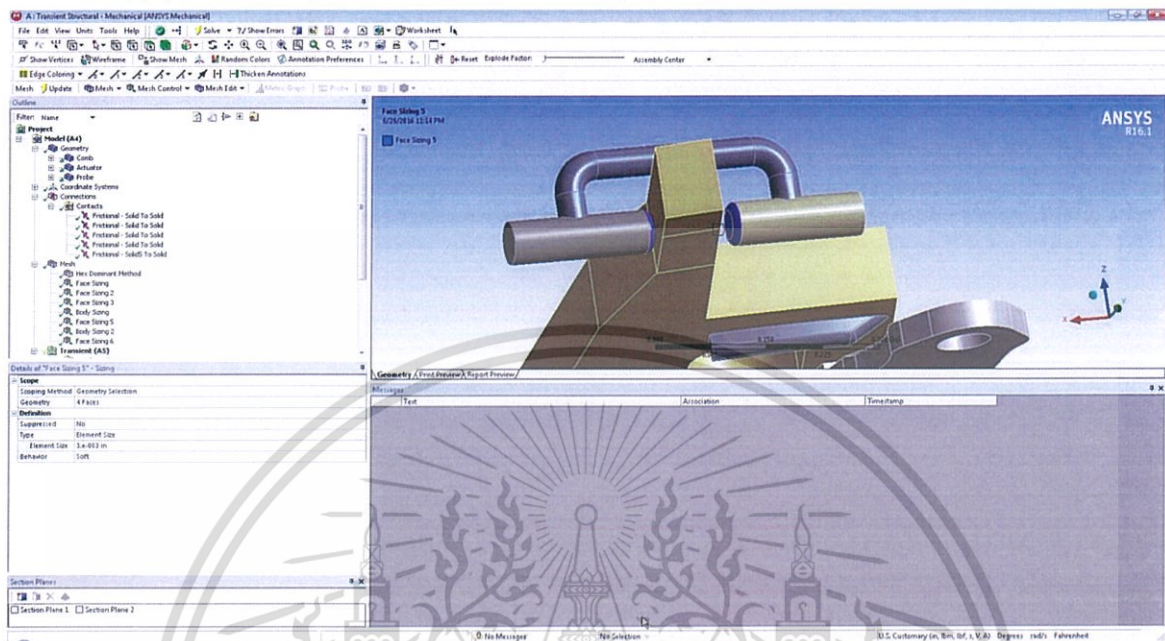 A : Transient Structural - Mechanical [ANSYS Mechanical]
File Edit View Units Tools Help Solve ?/ Show Errors Worksheet
Show Vertices Wireframe Show Mesh Random Colors Annotation Preferences Reset Explode Factor: Assembly Center
Edge Coloring Thicken Annotations
Mesh Update Mesh Mesh Control Mesh Edit Metric Graph Probe
Outline
Filter: Name
Project
Model (A4)
Geometry
Comb
Actuator
Probe
Coordinate Systems
Connections
Contacts
Frictional - Solid To Solid
Frictional - Solid To Solid
Frictional - Solid To Solid
Frictional - Solid To Solid
Frictional - Solid5 To Solid
Mesh
Hex Dominant Method
Face Sizing
Face Sizing 2
Face Sizing 3
Body Sizing
Face Sizing 5
Body Sizing 2
Face Sizing 6
Transient (A5)
Details of "Face Sizing 5" - Sizing
Scope
Scoping Method Geometry Selection
Geometry 4 Faces
Definition
Suppressed No
Type Element Size
Element Size 1.e-003 in
Behavior Soft
Section Planes
Section Plane 1 Section Plane 2
Face Sizing 5
Face Sizing 5
ANSYS
R16.1
Z
X
Y
Geometry Print Preview Report Preview
Messages
Text Association Timestamp
0 No Messages No Selection U.S. Customary (in, lbm, lbf, s, V, A) Degrees rad/s Fahrenheit